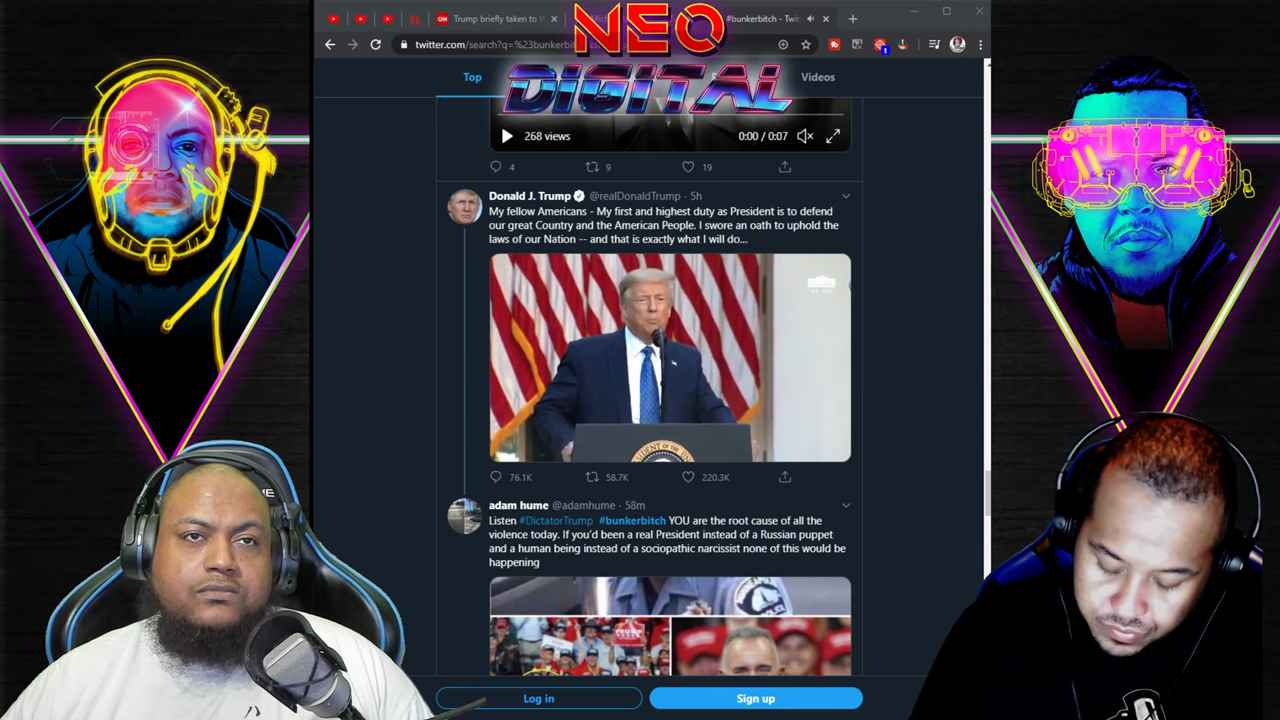 Trump briefly taken to
#bunkerbitch - Twit
twitter.com/search?q=%23bunkerbi
NEO
DIGITAL
1
Top
Videos
268 views
0:00 / 0:07
4
9
19
Donald J. Trump @realDonaldTrump · 5h
My fellow Americans - My first and highest duty as President is to defend
our great Country and the American People. I swore an oath to uphold the
laws of our Nation -- and that is exactly what I will do...
76.1K
58.7K
220.3K
adam hume @adamhume · 58m
Listen #DictatorTrump #bunkerbitch YOU are the root cause of all the
violence today. If you'd been a real President instead of a Russian puppet
and a human being instead of a sociopathic narcissist none of this would be
happening
TRUMP
Log in
Sign up